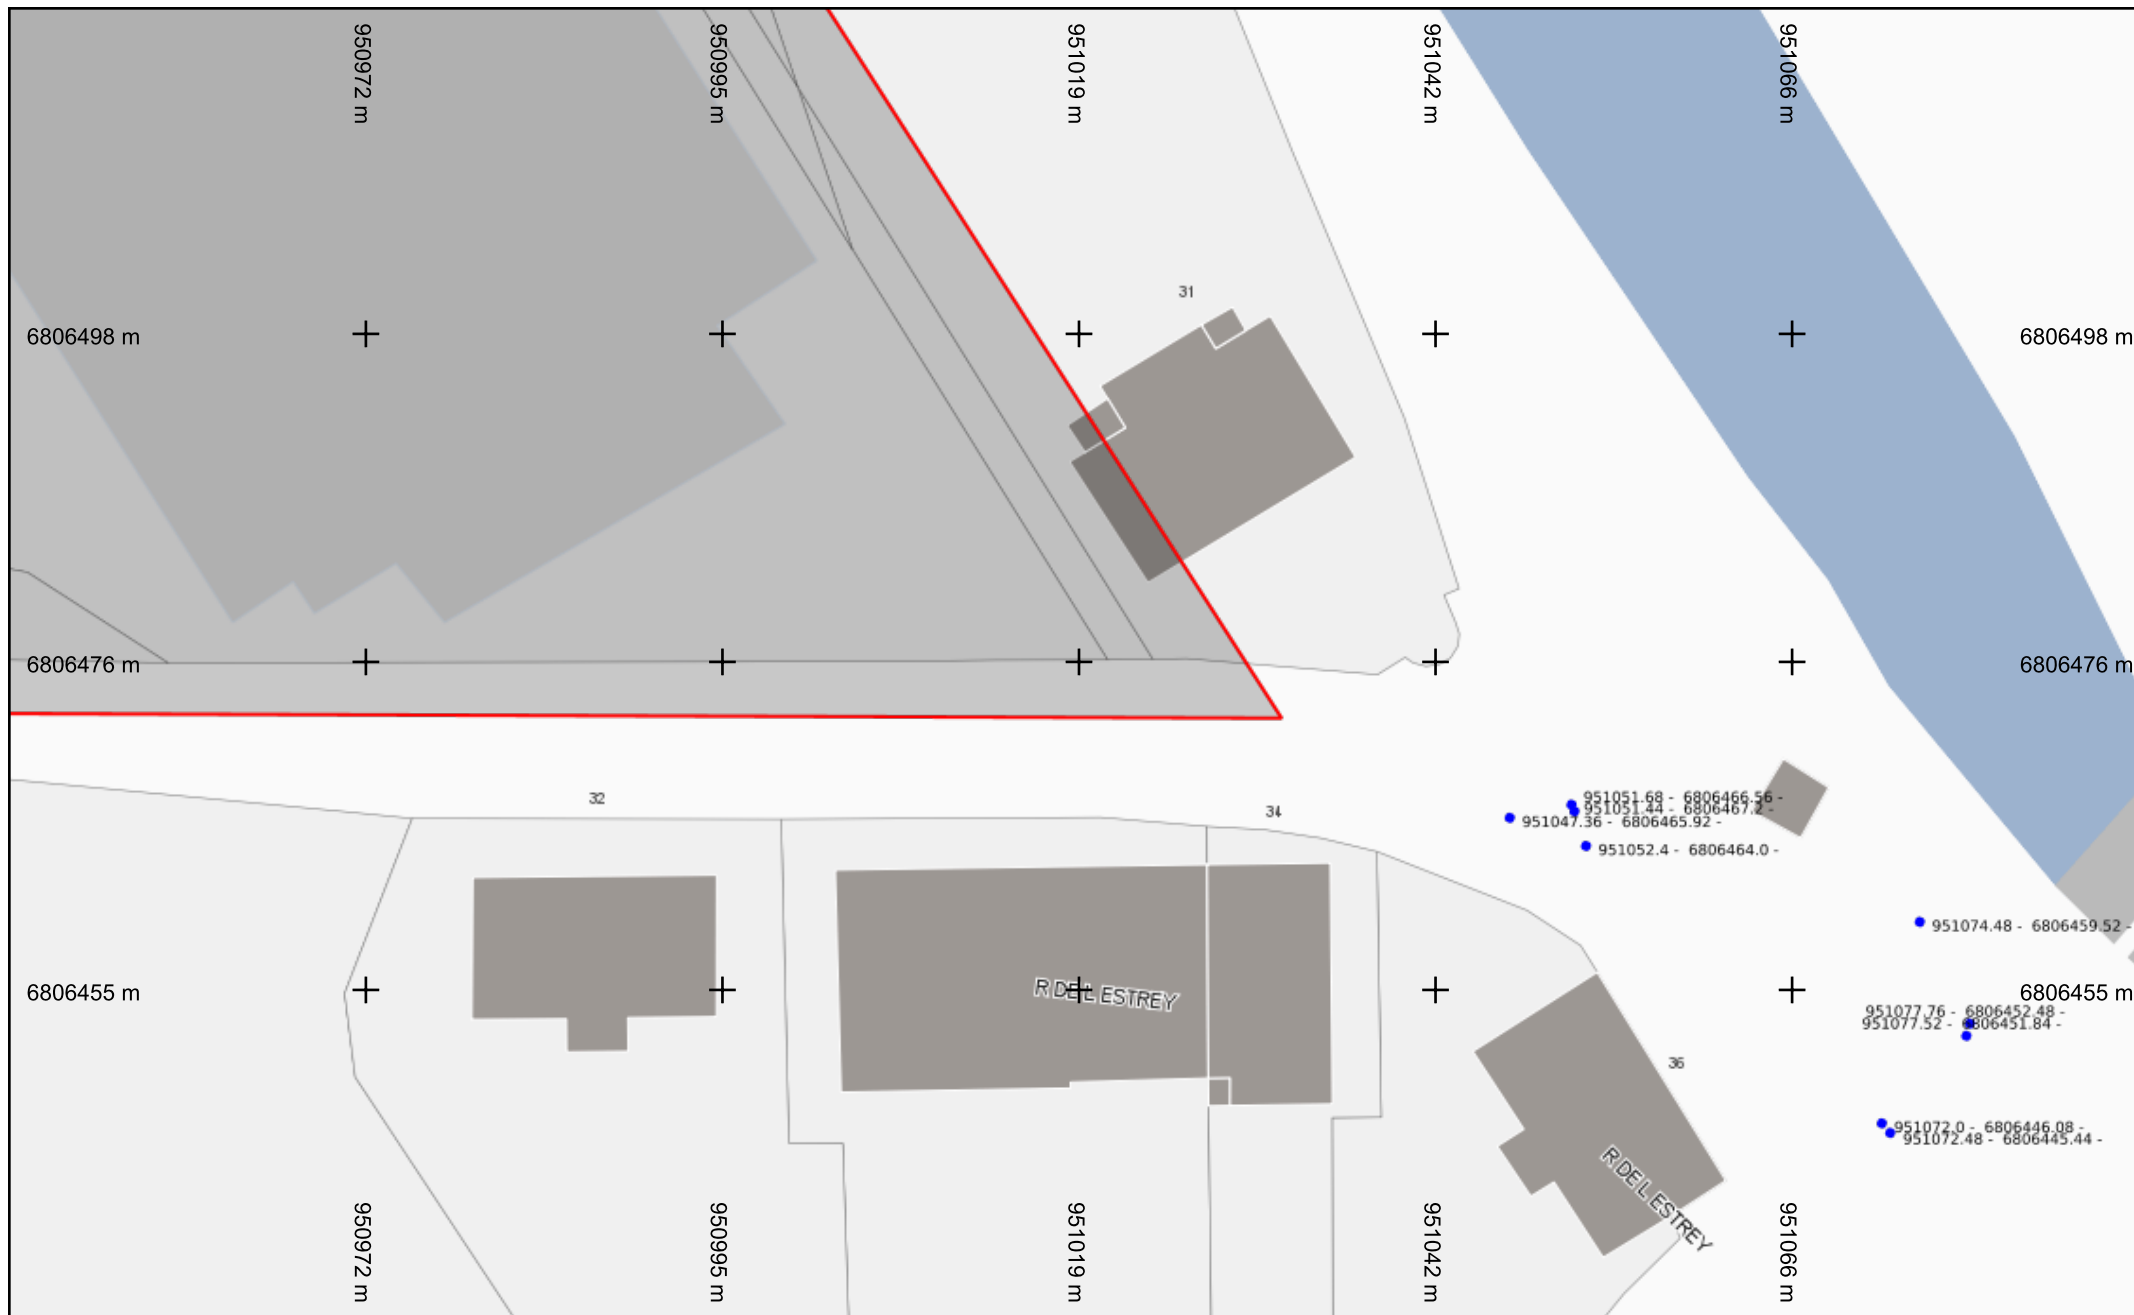 950972 m
950995 m
951019 m
951042 m
951066 m
31
6806498 m
6806498 m
6806476 m
6806476 m
32
34
951051.68 - 6806466.56 -
951051.44 - 6806467.2 -
951047.36 - 6806465.92 -
951052.4 - 6806464.0 -
951074.48 - 6806459.52 -
6806455 m
R DE L ESTREY
6806455 m
951077.76 - 6806452.48 -
951077.52 - 6806451.84 -
36
951072.0 - 6806446.08 -
951072.48 - 6806445.44 -
R DE L ESTREY
950972 m
950995 m
951019 m
951042 m
951066 m